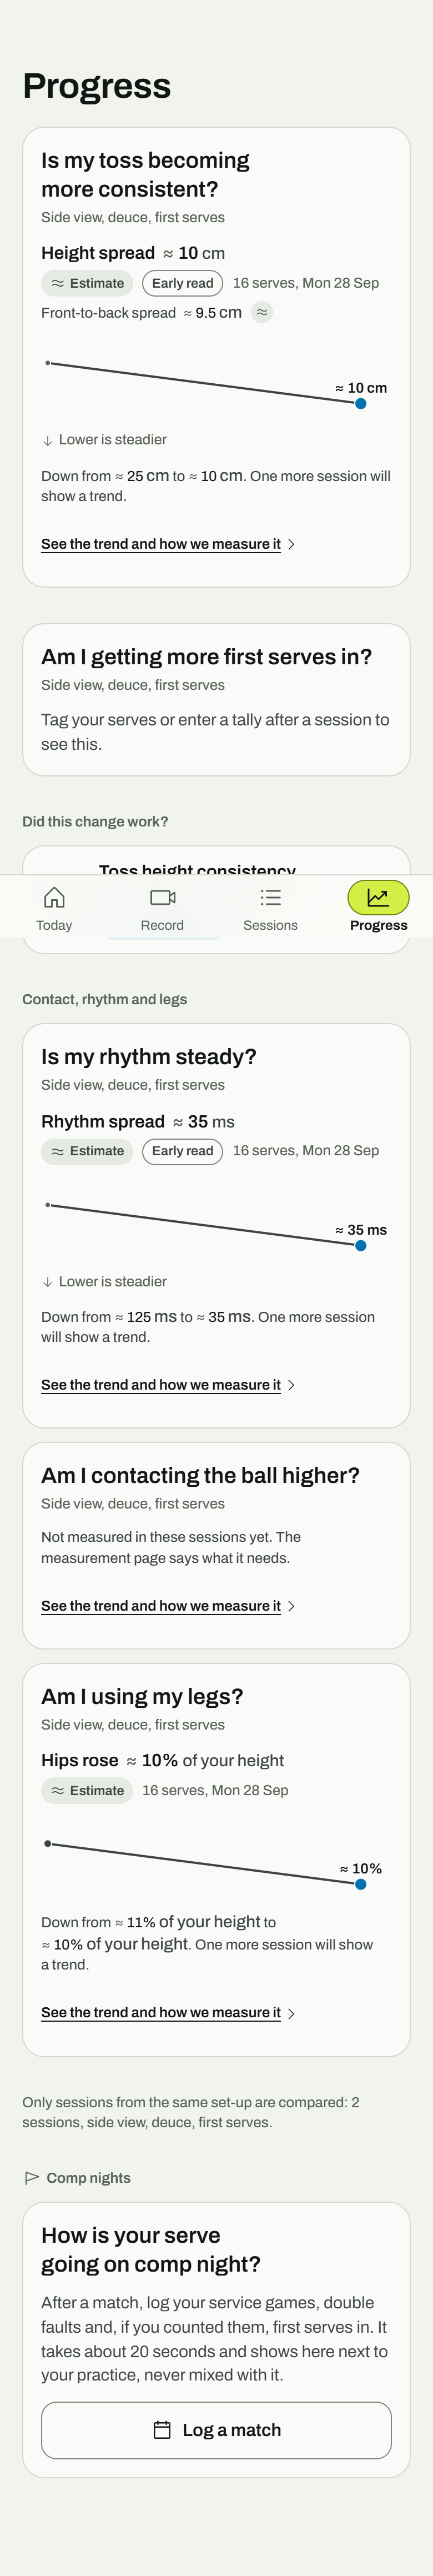 Progress
Is my toss becoming
more consistent?
Side view, deuce, first serves
Height spread ≈ 10 cm
≈ Estimate Early read 16 serves, Mon 28 Sep
Front-to-back spread ≈ 9.5 cm ≈
≈ 10 cm
↓ Lower is steadier
Down from ≈ 25 cm to ≈ 10 cm. One more session will
show a trend.
See the trend and how we measure it
Am I getting more first serves in?
Side view, deuce, first serves
Tag your serves or enter a tally after a session to
see this.
Did this change work?
Toss height consistency
Today Record Sessions Progress
Contact, rhythm and legs
Is my rhythm steady?
Side view, deuce, first serves
Rhythm spread ≈ 35 ms
≈ Estimate Early read 16 serves, Mon 28 Sep
≈ 35 ms
↓ Lower is steadier
Down from ≈ 125 ms to ≈ 35 ms. One more session
will show a trend.
See the trend and how we measure it
Am I contacting the ball higher?
Side view, deuce, first serves
Not measured in these sessions yet. The
measurement page says what it needs.
See the trend and how we measure it
Am I using my legs?
Side view, deuce, first serves
Hips rose ≈ 10% of your height
≈ Estimate 16 serves, Mon 28 Sep
≈ 10%
Down from ≈ 11% of your height to
≈ 10% of your height. One more session will show
a trend.
See the trend and how we measure it
Only sessions from the same set-up are compared: 2
sessions, side view, deuce, first serves.
Comp nights
How is your serve
going on comp night?
After a match, log your service games, double
faults and, if you counted them, first serves in. It
takes about 20 seconds and shows here next to
your practice, never mixed with it.
Log a match